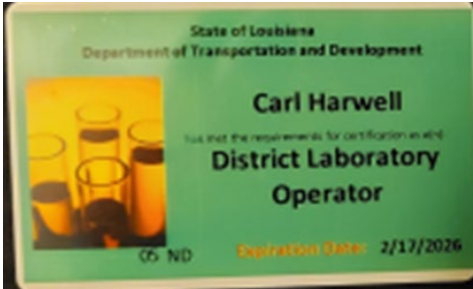 State of Louisiana
Department of Transportation and Development
Carl Harwell
has met the requirements for certification as a(n)
District Laboratory
Operator
05 ND
Expiration Date: 2/17/2026